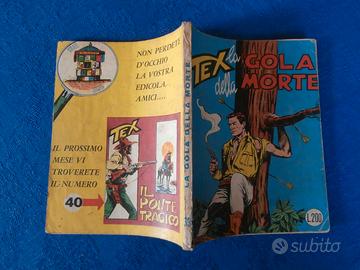 NON PERDETE
D'OCCHIO
LA VOSTRA
EDICOLA.
AMICI....
TEX
IL PROSSIMO
MESE VI
TROVERETE
IL NUMERO
40
IL PONTE
TRAGICO
LA GOLA DELLA MORTE
TEX
la
GOLA
della
MORTE
L.200
subito